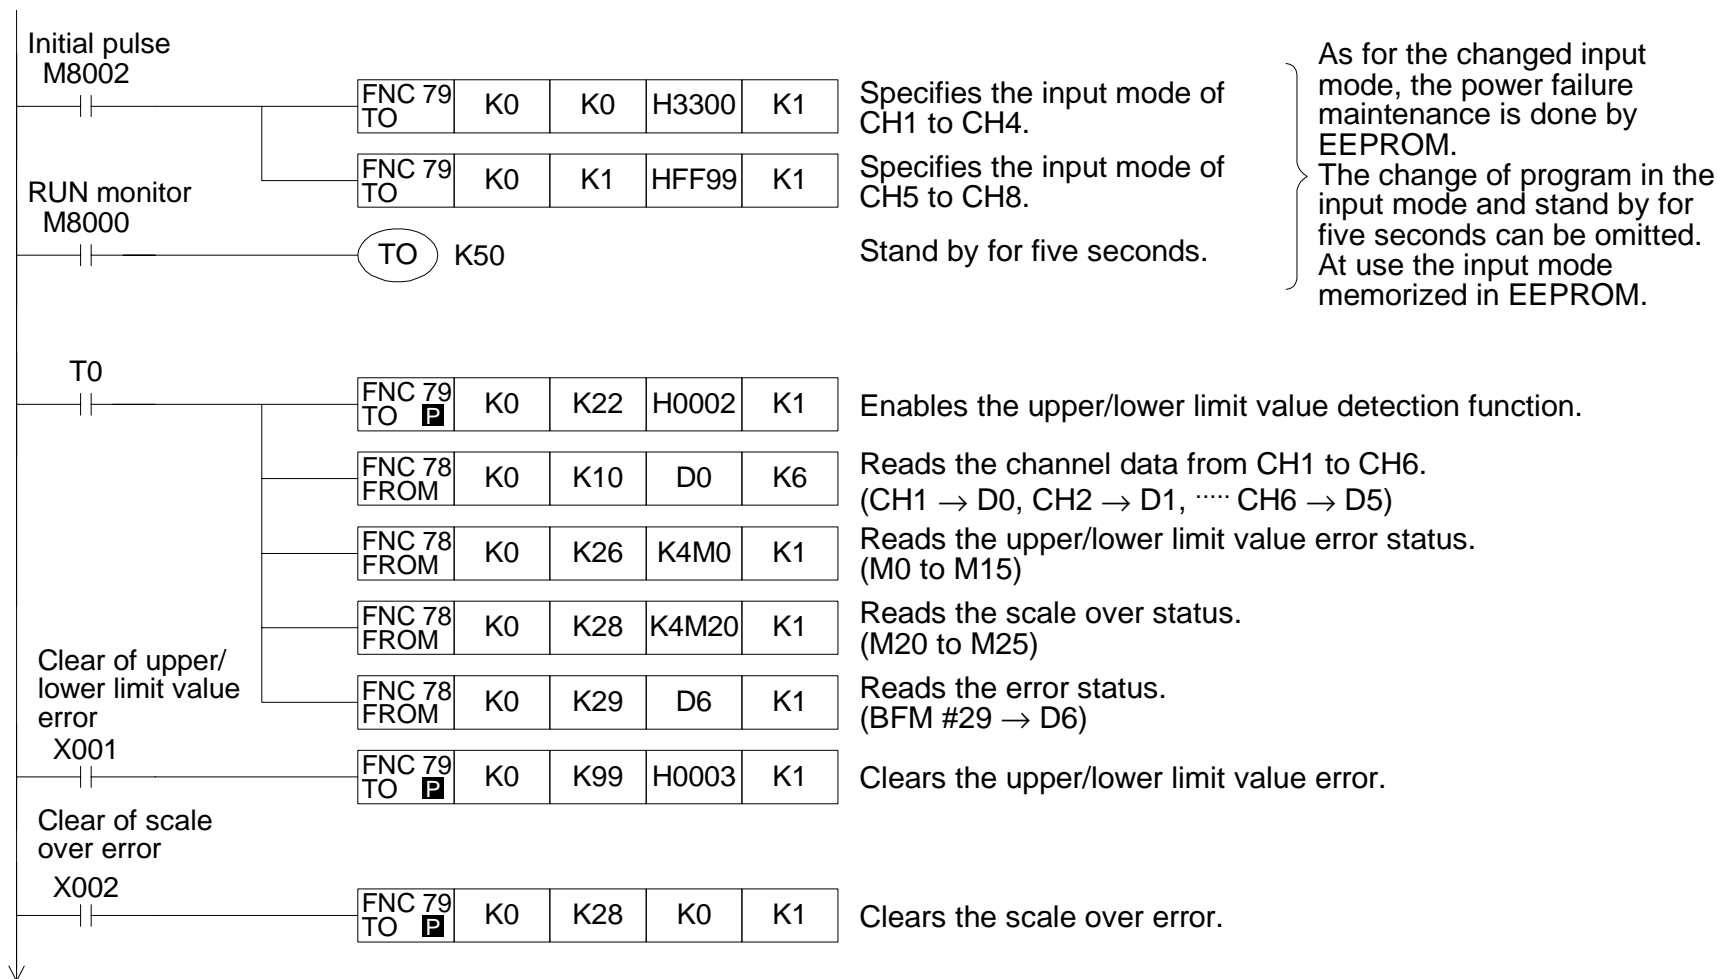 Initial pulse
M8002
FNC 79
TO
K0
K0
H3300
K1
Specifies the input mode of
CH1 to CH4.
FNC 79
TO
K0
K1
HFF99
K1
Specifies the input mode of
CH5 to CH8.
RUN monitor
M8000
TO
K50
Stand by for five seconds.
As for the changed input
mode, the power failure
maintenance is done by
EEPROM.
The change of program in the
input mode and stand by for
five seconds can be omitted.
At use the input mode
memorized in EEPROM.
T0
FNC 79
TO P
K0
K22
H0002
K1
Enables the upper/lower limit value detection function.
FNC 78
FROM
K0
K10
D0
K6
Reads the channel data from CH1 to CH6.
(CH1 → D0, CH2 → D1, ····· CH6 → D5)
FNC 78
FROM
K0
K26
K4M0
K1
Reads the upper/lower limit value error status.
(M0 to M15)
FNC 78
FROM
K0
K28
K4M20
K1
Reads the scale over status.
(M20 to M25)
FNC 78
FROM
K0
K29
D6
K1
Reads the error status.
(BFM #29 → D6)
Clear of upper/
lower limit value
error
X001
FNC 79
TO P
K0
K99
H0003
K1
Clears the upper/lower limit value error.
Clear of scale
over error
X002
FNC 79
TO P
K0
K28
K0
K1
Clears the scale over error.